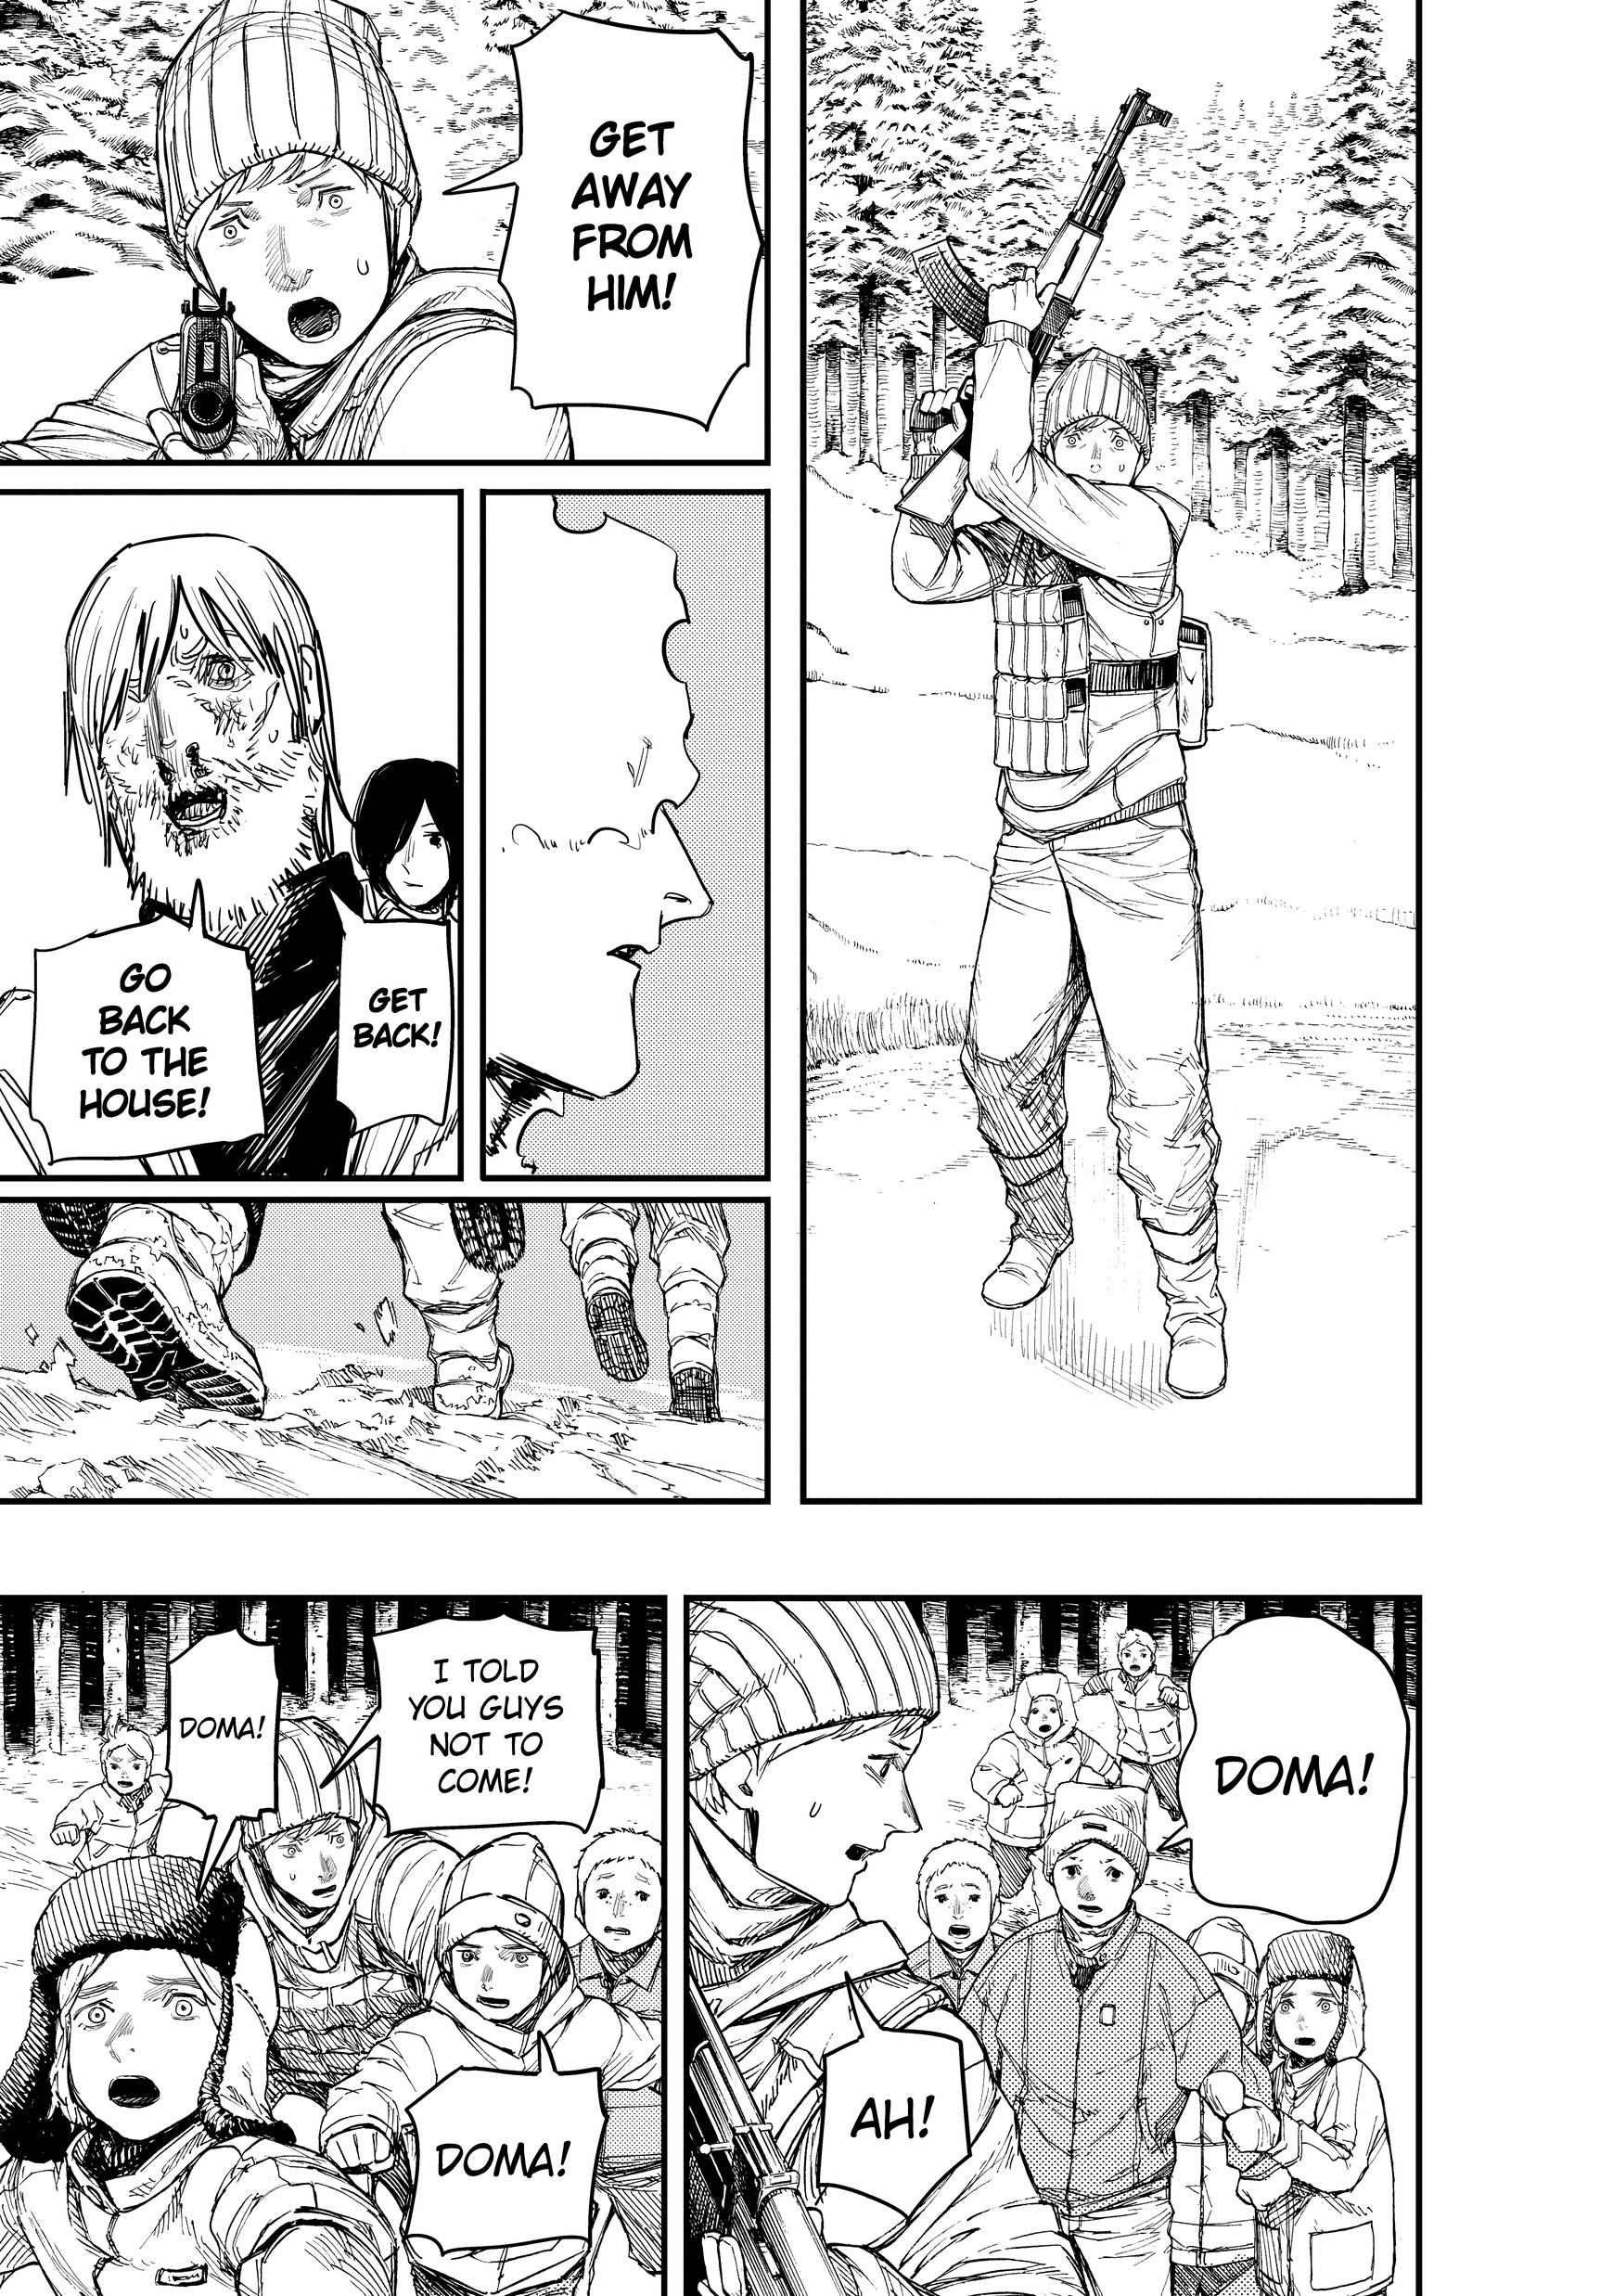 GET
AWAY
FROM
HIM!
GET
BACK!
GO
BACK
TO THE
HOUSE!
DOMA!
AH!
I TOLD
YOU GUYS
NOT TO
COME!
DOMA!
DOMA!